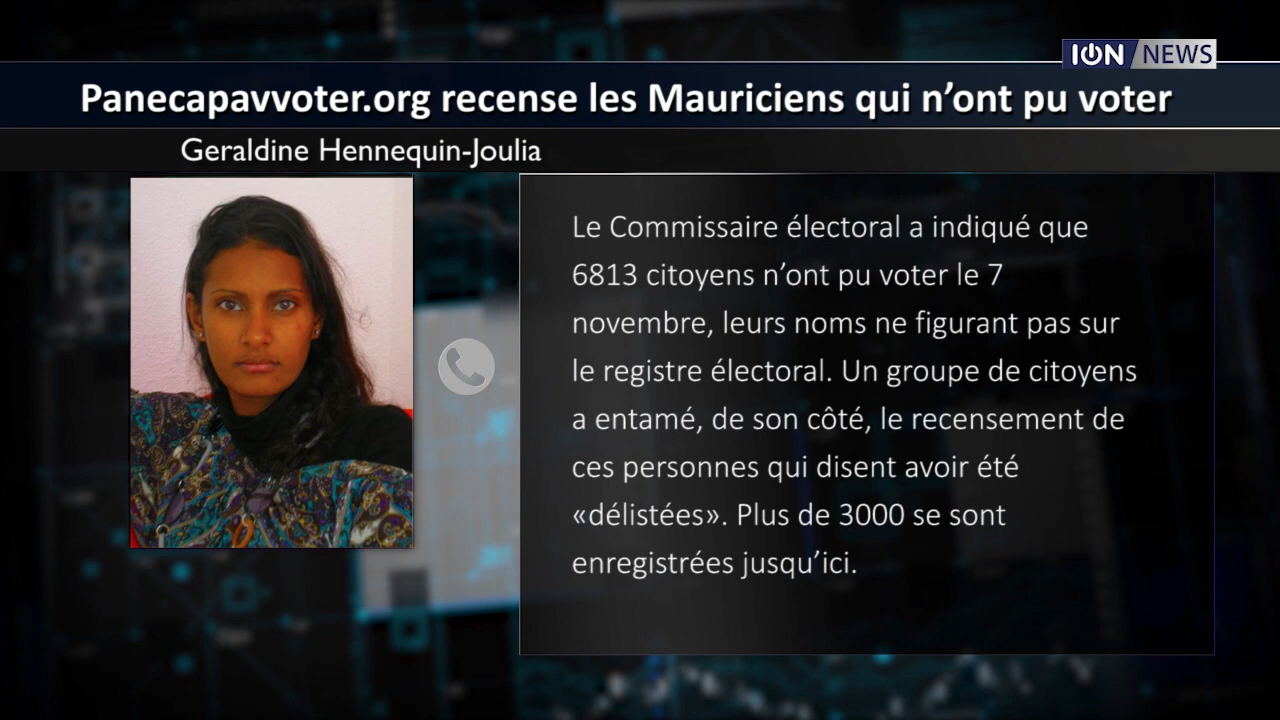 ION NEWS
Panecapavvoter.org recense les Mauriciens qui n’ont pu voter
Geraldine Hennequin-Joulia
Le Commissaire électoral a indiqué que
6813 citoyens n’ont pu voter le 7
novembre, leurs noms ne figurant pas sur
le registre électoral. Un groupe de citoyens
a entamé, de son côté, le recensement de
ces personnes qui disent avoir été
«délistées». Plus de 3000 se sont
enregistrées jusqu’ici.